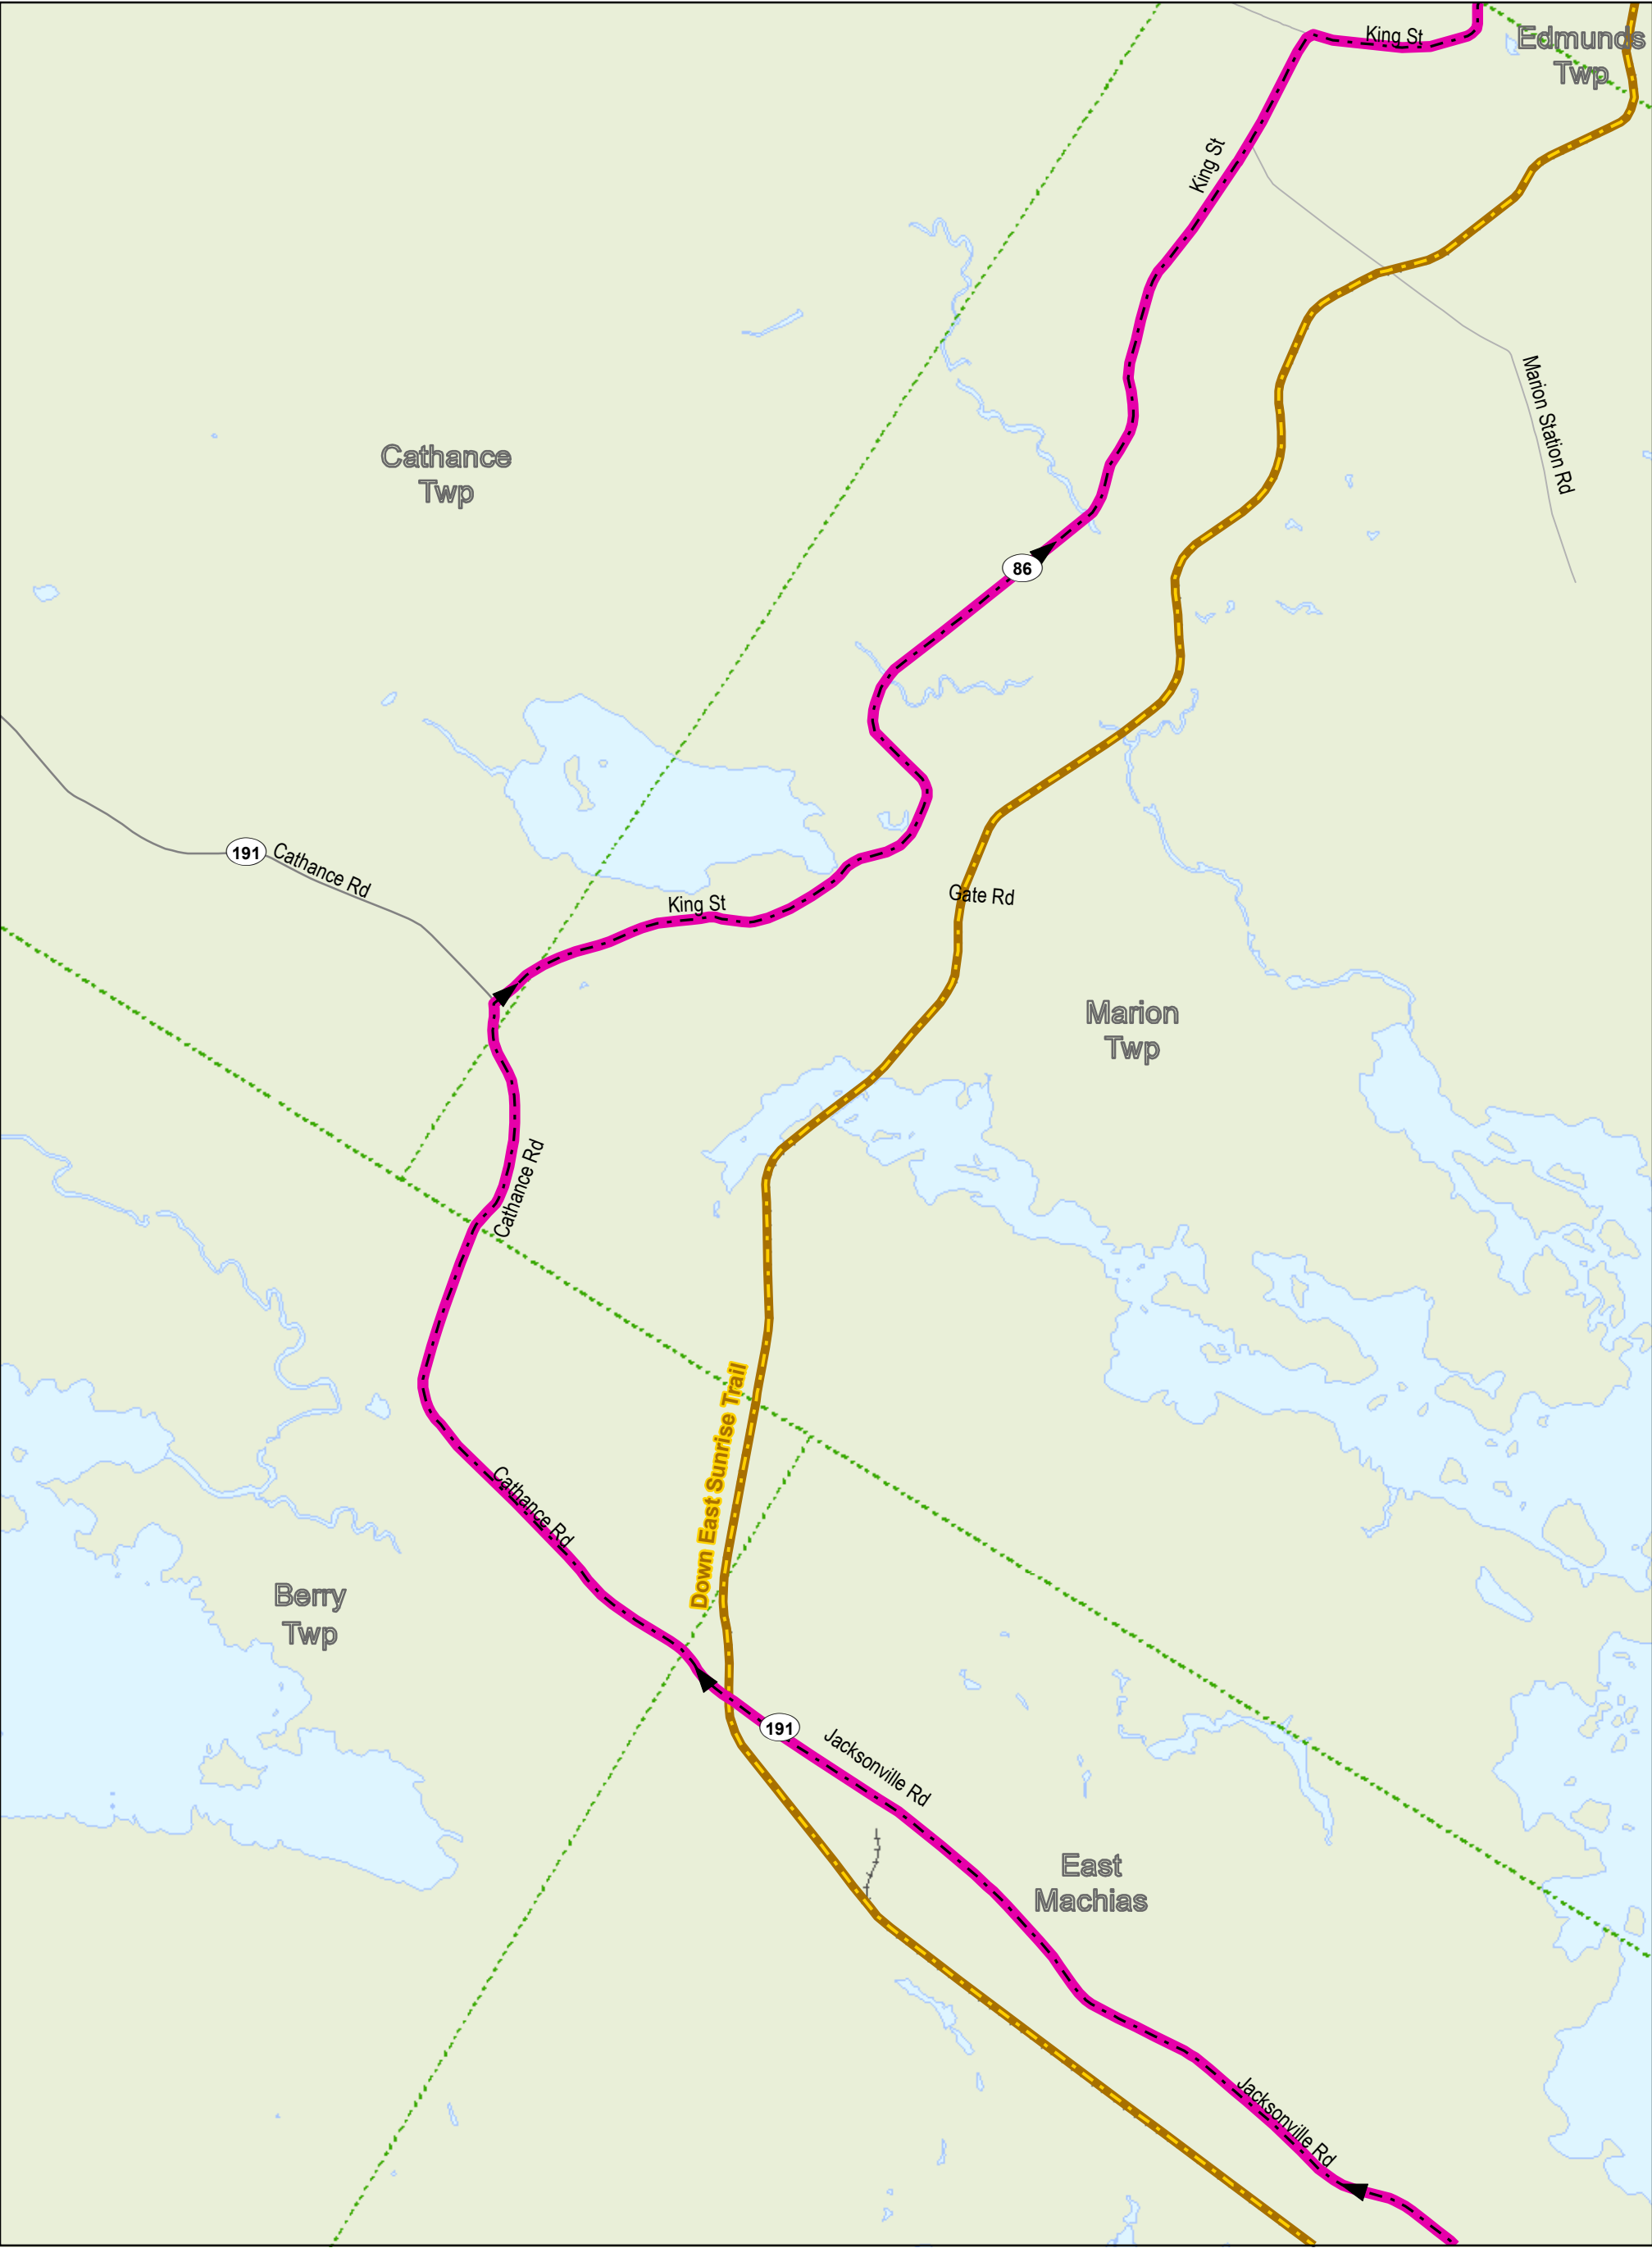 King St
Edmunds
Twp
King St
Marion Station Rd
Cathance
Twp
86
191
Cathance Rd
King St
Gate Rd
Marion
Twp
Cathance Rd
Down East Sunrise Trail
Cathance Rd
Berry
Twp
191
Jacksonville Rd
East
Machias
Jacksonville Rd